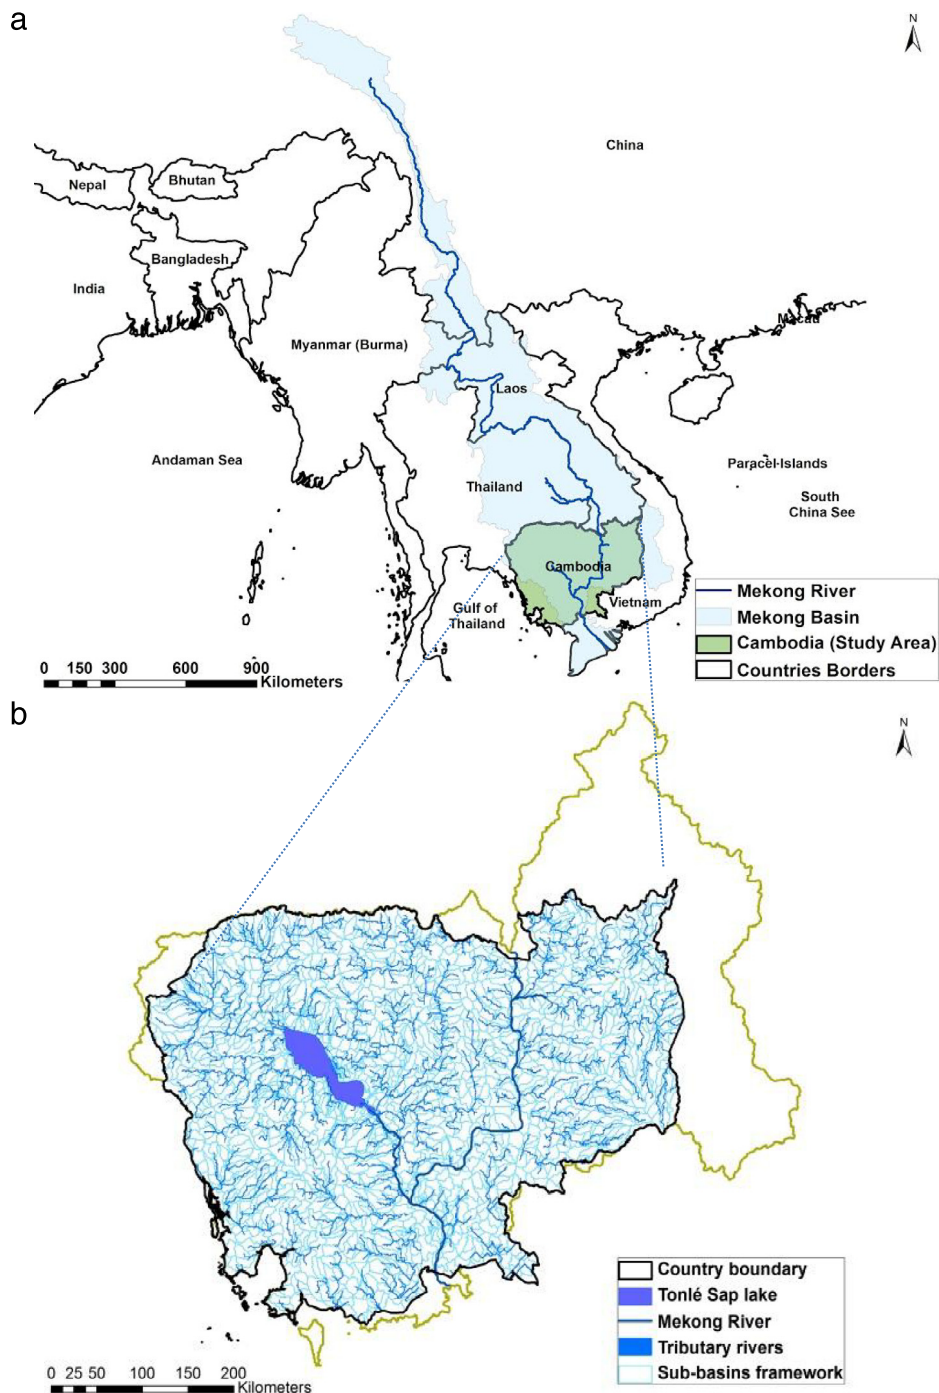 a
N
China
Nepal
Bhutan
Bangladesh
India
Macau
Myanmar (Burma)
Laos
Andaman Sea
Paracel-Islands
Thailand
South
China See
Cambodia
Vietnam
Gulf of
Thailand
Mekong River
Mekong Basin
Cambodia (Study Area)
Countries Borders
0 150 300 600 900
Kilometers
b
N
Country boundary
Tonlé Sap lake
Mekong River
Tributary rivers
Sub-basins framework
0 25 50 100 150 200
Kilometers